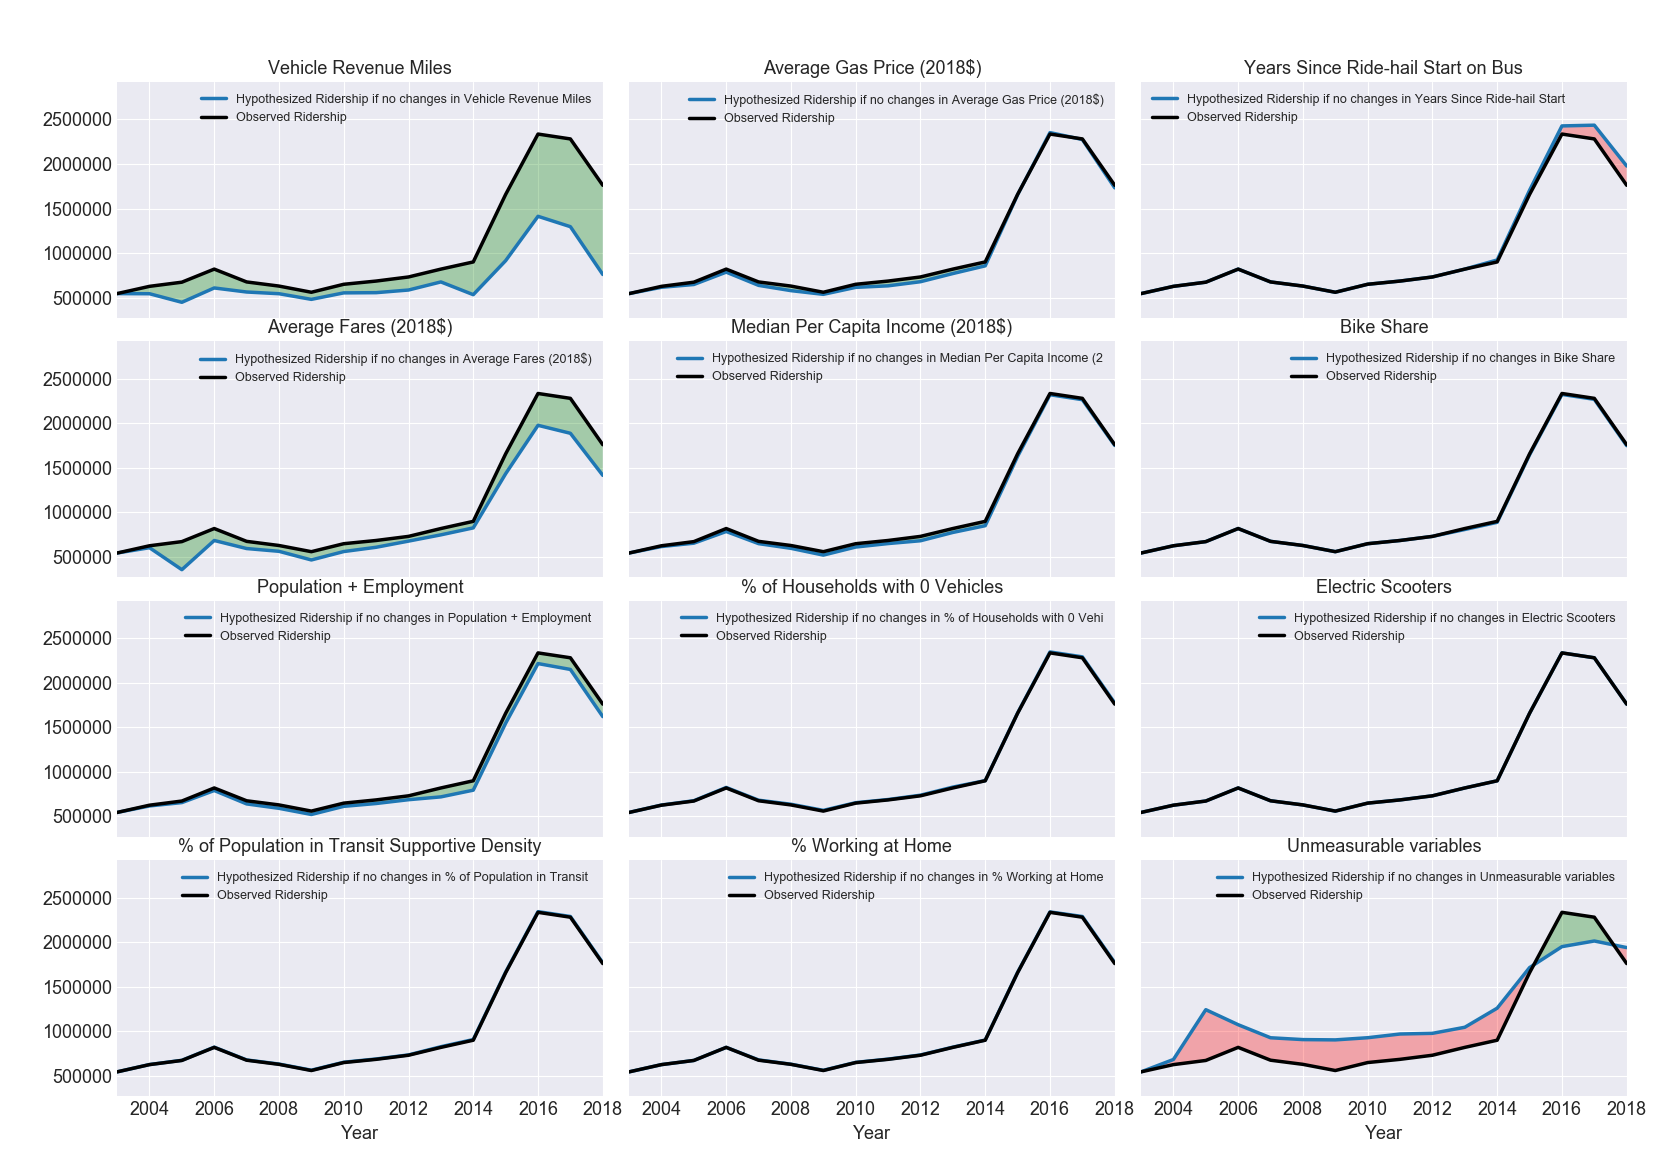 Vehicle Revenue Miles
Hypothesized Ridership if no changes in Vehicle Revenue Miles
Observed Ridership
2500000
2000000
1500000
1000000
500000
Average Gas Price (2018$)
Hypothesized Ridership if no changes in Average Gas Price (2018$)
Observed Ridership
Years Since Ride-hail Start on Bus
Hypothesized Ridership if no changes in Years Since Ride-hail Start
Observed Ridership
Average Fares (2018$)
Hypothesized Ridership if no changes in Average Fares (2018$)
Observed Ridership
2500000
2000000
1500000
1000000
500000
Median Per Capita Income (2018$)
Hypothesized Ridership if no changes in Median Per Capita Income (2
Observed Ridership
Bike Share
Hypothesized Ridership if no changes in Bike Share
Observed Ridership
Population + Employment
Hypothesized Ridership if no changes in Population + Employment
Observed Ridership
2500000
2000000
1500000
1000000
500000
% of Households with 0 Vehicles
Hypothesized Ridership if no changes in % of Households with 0 Vehi
Observed Ridership
Electric Scooters
Hypothesized Ridership if no changes in Electric Scooters
Observed Ridership
% of Population in Transit Supportive Density
Hypothesized Ridership if no changes in % of Population in Transit
Observed Ridership
2500000
2000000
1500000
1000000
500000
2004 2006 2008 2010 2012 2014 2016 2018
Year
% Working at Home
Hypothesized Ridership if no changes in % Working at Home
Observed Ridership
2004 2006 2008 2010 2012 2014 2016 2018
Year
Unmeasurable variables
Hypothesized Ridership if no changes in Unmeasurable variables
Observed Ridership
2004 2006 2008 2010 2012 2014 2016 2018
Year